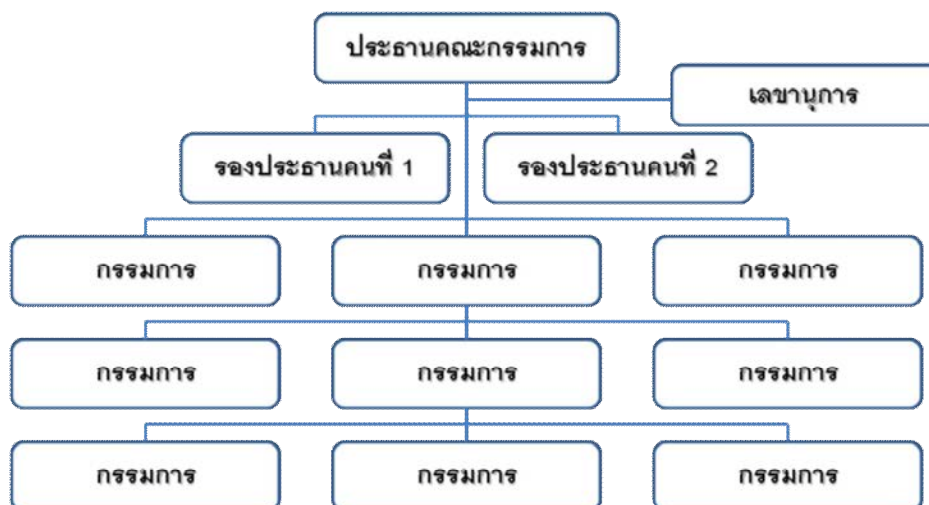 ประธานคณะกรรมการ
เลขานุการ
รองประธานคนที่ 1
รองประธานคนที่ 2
กรรมการ
กรรมการ
กรรมการ
กรรมการ
กรรมการ
กรรมการ
กรรมการ
กรรมการ
กรรมการ